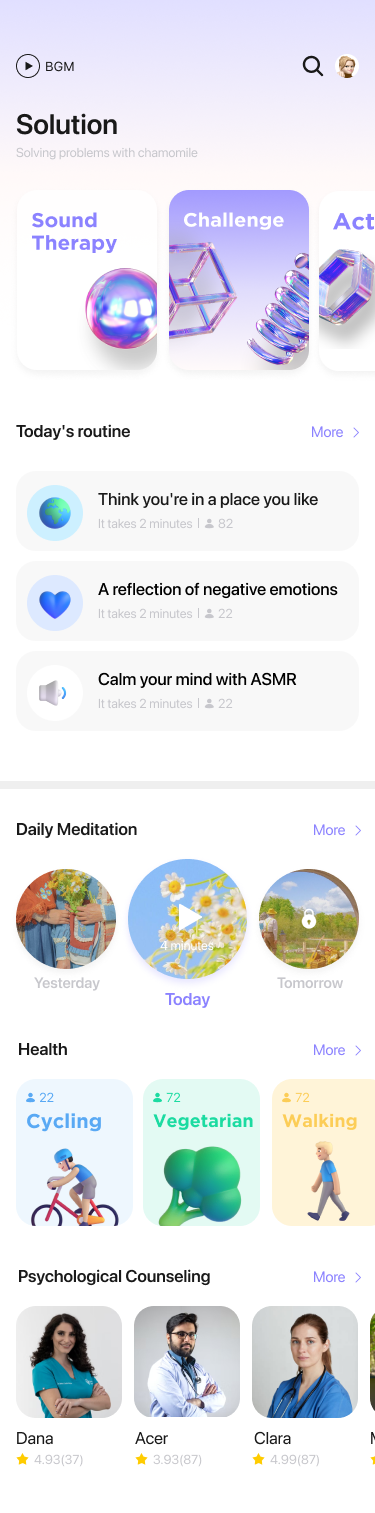 BGM
Solution
Solving problems with chamomile
Sound
Therapy
Challenge
Act
Today's routine
More
Think you're in a place you like
It takes 2 minutes | 82
A reflection of negative emotions
It takes 2 minutes | 22
Calm your mind with ASMR
It takes 2 minutes | 22
Daily Meditation
More
4 minutes
Yesterday
Today
Tomorrow
Health
More
22
Cycling
72
Vegetarian
72
Walking
Psychological Counseling
More
Dana
4.93(37)
Acer
3.93(87)
Clara
4.99(87)